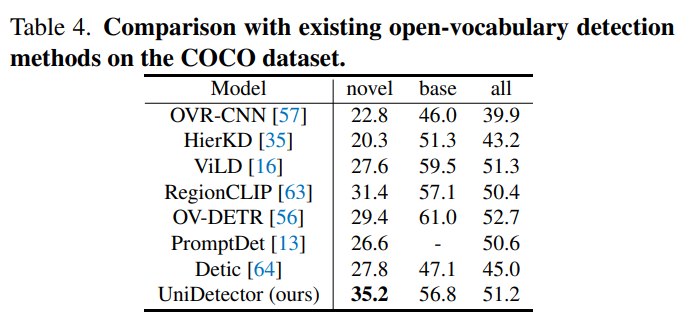 Table 4. Comparison with existing open-vocabulary detection
methods on the COCO dataset.
Model novel base all
OVR-CNN [57] 22.8 46.0 39.9
HierKD [35] 20.3 51.3 43.2
ViLD [16] 27.6 59.5 51.3
RegionCLIP [63] 31.4 57.1 50.4
OV-DETR [56] 29.4 61.0 52.7
PromptDet [13] 26.6 - 50.6
Detic [64] 27.8 47.1 45.0
UniDetector (ours) 35.2 56.8 51.2